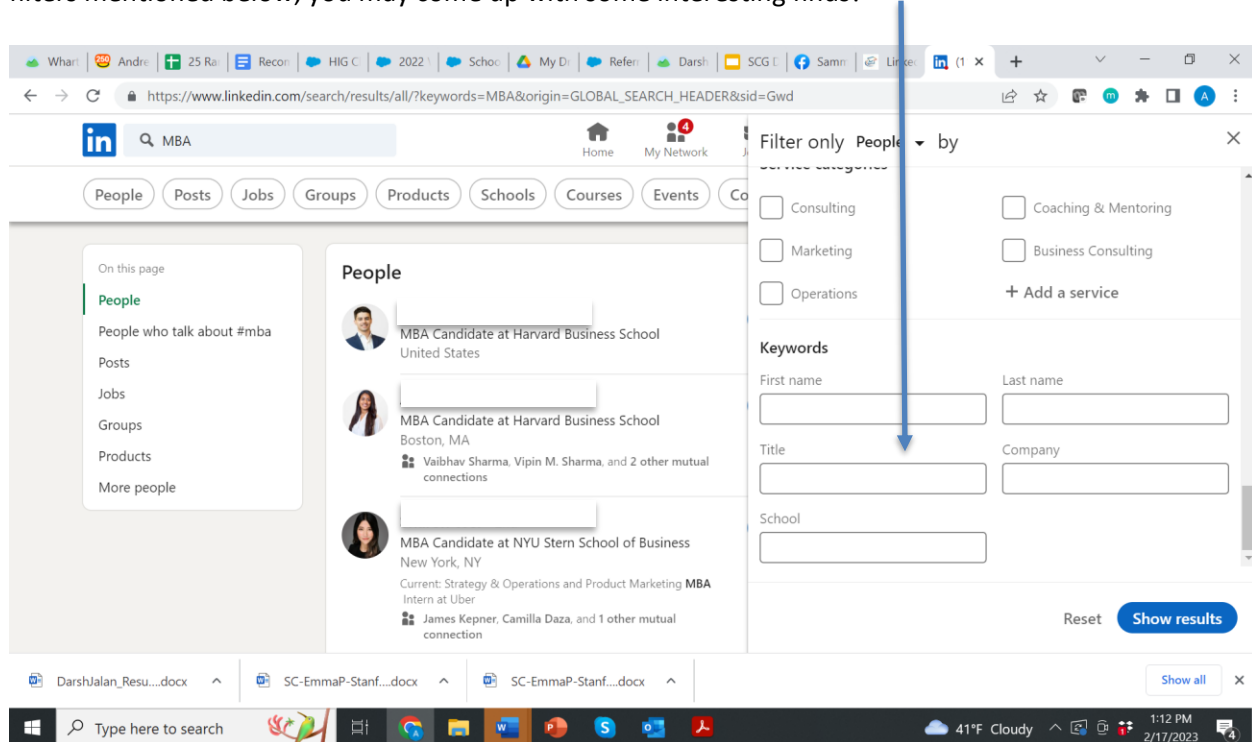 filters mentioned below, you may come up with some interesting finds:
Whart Andre 25 Ra Recon HIG C 2022 Schoo My Dr Refer Darsh SCG D Samm Linke (1
https://www.linkedin.com/search/results/all/?keywords=MBA&origin=GLOBAL_SEARCH_HEADER&sid=Gwd
in MBA
Home My Network 4
Filter only People by
People Posts Jobs Groups Products Schools Courses Events Co
Service categories
Consulting Coaching & Mentoring
Marketing Business Consulting
Operations + Add a service
On this page
People
People who talk about #mba
Posts
Jobs
Groups
Products
More people
People
MBA Candidate at Harvard Business School
United States
MBA Candidate at Harvard Business School
Boston, MA
Vaibhav Sharma, Vipin M. Sharma, and 2 other mutual
connections
MBA Candidate at NYU Stern School of Business
New York, NY
Current: Strategy & Operations and Product Marketing MBA
Intern at Uber
James Kepner, Camilla Daza, and 1 other mutual
connection
Keywords
First name Last name
Title Company
School
Reset Show results
DarshJalan_Resu....docx SC-EmmaP-Stanf....docx SC-EmmaP-Stanf....docx Show all
Type here to search 41°F Cloudy 1:12 PM
2/17/2023